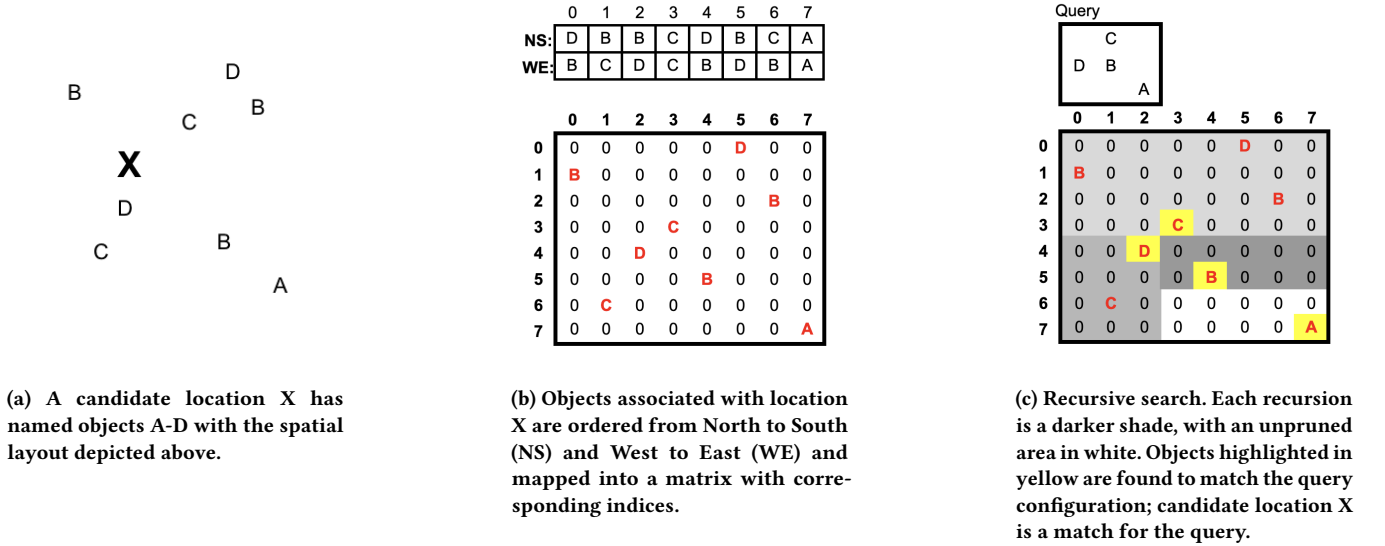 D
B
B
C
X
D
B
C
A
(a) A candidate location X has
named objects A-D with the spatial
layout depicted above.
0 1 2 3 4 5 6 7
NS: D B B C D B C A
WE: B C D C B D B A
0 1 2 3 4 5 6 7
0 0 0 0 0 0 D 0 0
1 B 0 0 0 0 0 0 0
2 0 0 0 0 0 0 B 0
3 0 0 0 C 0 0 0 0
4 0 0 D 0 0 0 0 0
5 0 0 0 0 B 0 0 0
6 0 C 0 0 0 0 0 0
7 0 0 0 0 0 0 0 A
(b) Objects associated with location
X are ordered from North to South
(NS) and West to East (WE) and
mapped into a matrix with corre-
sponding indices.
Query
C
D B
A
0 1 2 3 4 5 6 7
0 0 0 0 0 0 D 0 0
1 B 0 0 0 0 0 0 0
2 0 0 0 0 0 0 B 0
3 0 0 0 C 0 0 0 0
4 0 0 D 0 0 0 0 0
5 0 0 0 0 B 0 0 0
6 0 C 0 0 0 0 0 0
7 0 0 0 0 0 0 0 A
(c) Recursive search. Each recursion
is a darker shade, with an unpruned
area in white. Objects highlighted in
yellow are found to match the query
configuration; candidate location X
is a match for the query.